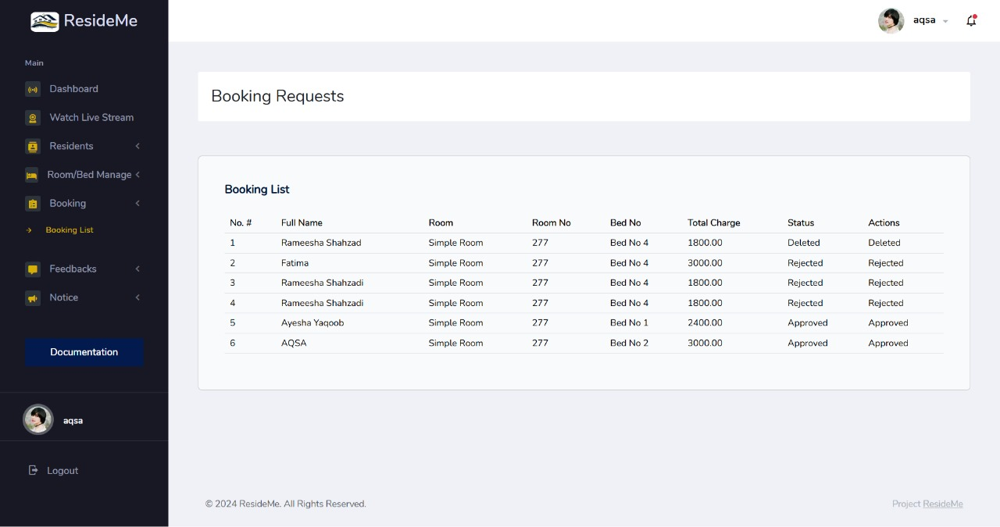 ResideMe
aqsa
Main
Dashboard
Watch Live Stream
Residents
Room/Bed Manage
Booking
Booking List
Feedbacks
Notice
Documentation
aqsa
Logout
Booking Requests
Booking List
No. # Full Name Room Room No Bed No Total Charge Status Actions
1 Rameesha Shahzad Simple Room 277 Bed No 4 1800.00 Deleted Deleted
2 Fatima Simple Room 277 Bed No 4 3000.00 Rejected Rejected
3 Rameesha Shahzadi Simple Room 277 Bed No 4 1800.00 Rejected Rejected
4 Rameesha Shahzadi Simple Room 277 Bed No 4 1800.00 Rejected Rejected
5 Ayesha Yaqoob Simple Room 277 Bed No 1 2400.00 Approved Approved
6 AQSA Simple Room 277 Bed No 2 3000.00 Approved Approved
© 2024 ResideMe. All Rights Reserved.
Project ResideMe